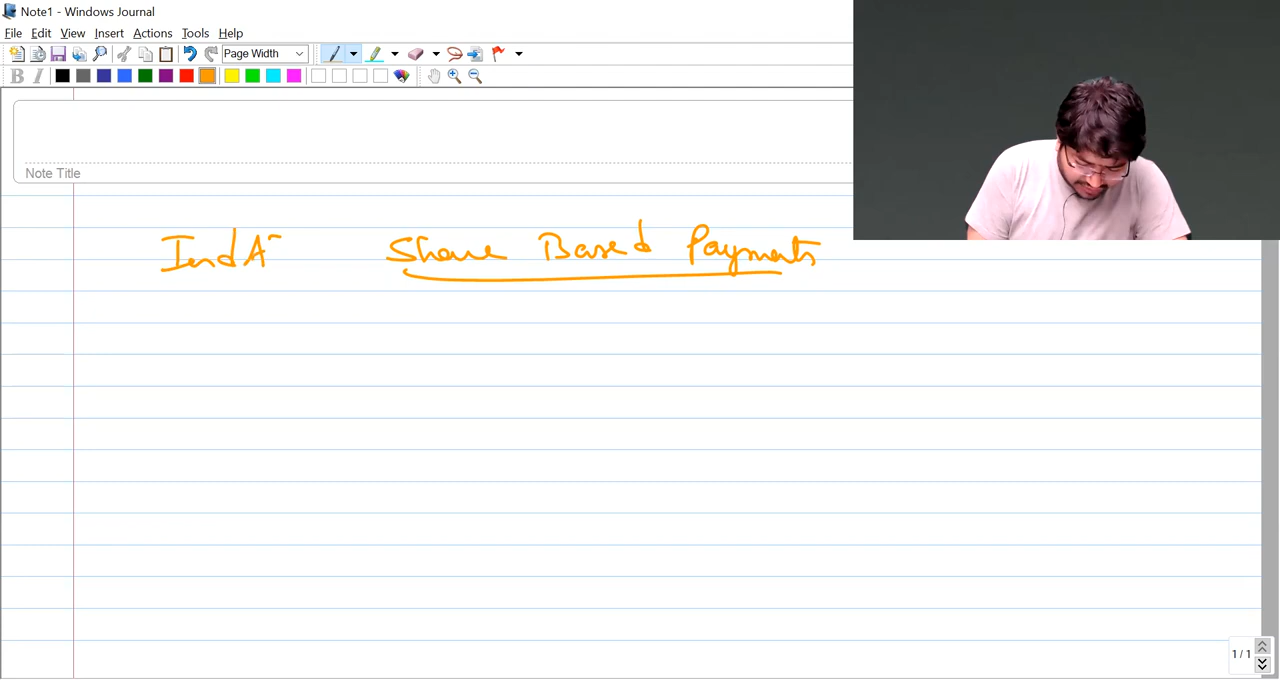 Note1 - Windows Journal
File Edit View Insert Actions Tools Help
Page Width
B I
Note Title
Ind A Share Based Payments
1 / 1